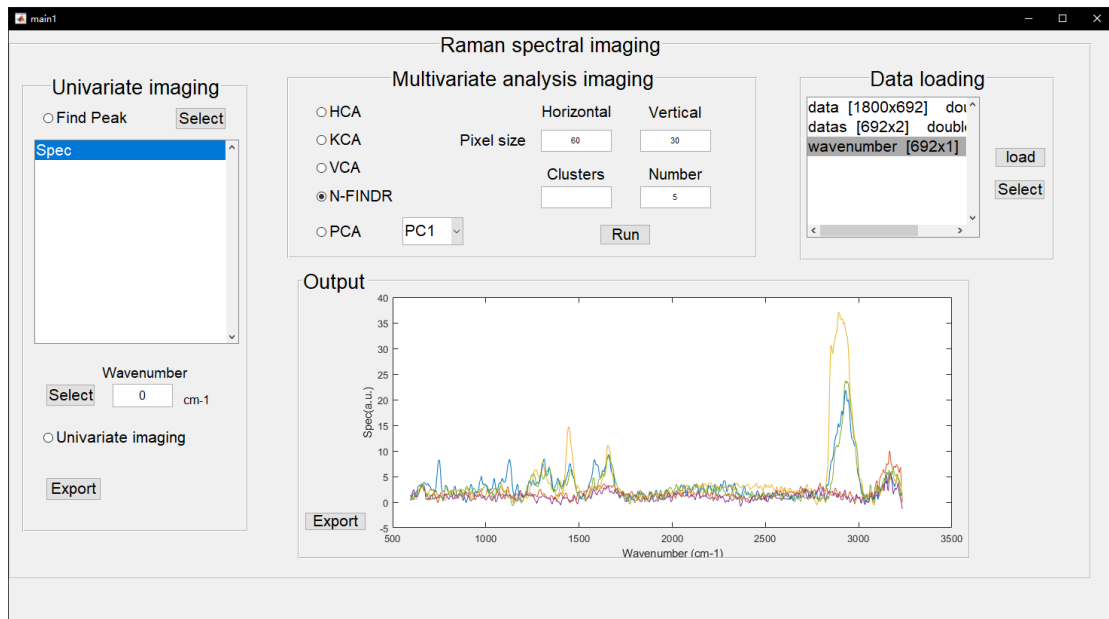 main1
Raman spectral imaging
Univariate imaging
Find Peak
Select
Spec
Wavenumber
Select
0
cm-1
Univariate imaging
Export
Multivariate analysis imaging
HCA
Horizontal
Vertical
KCA
Pixel size
60
30
VCA
Clusters
Number
N-FINDR
5
PCA
PC1
Run
Data loading
data [1800x692]
datas [692x2] double
wavenumber [692x1]
load
Select
Output
40
35
30
25
20
15
10
5
0
-5
Spec(a.u.)
500 1000 1500 2000 2500 3000 3500
Wavenumber (cm-1)
Export